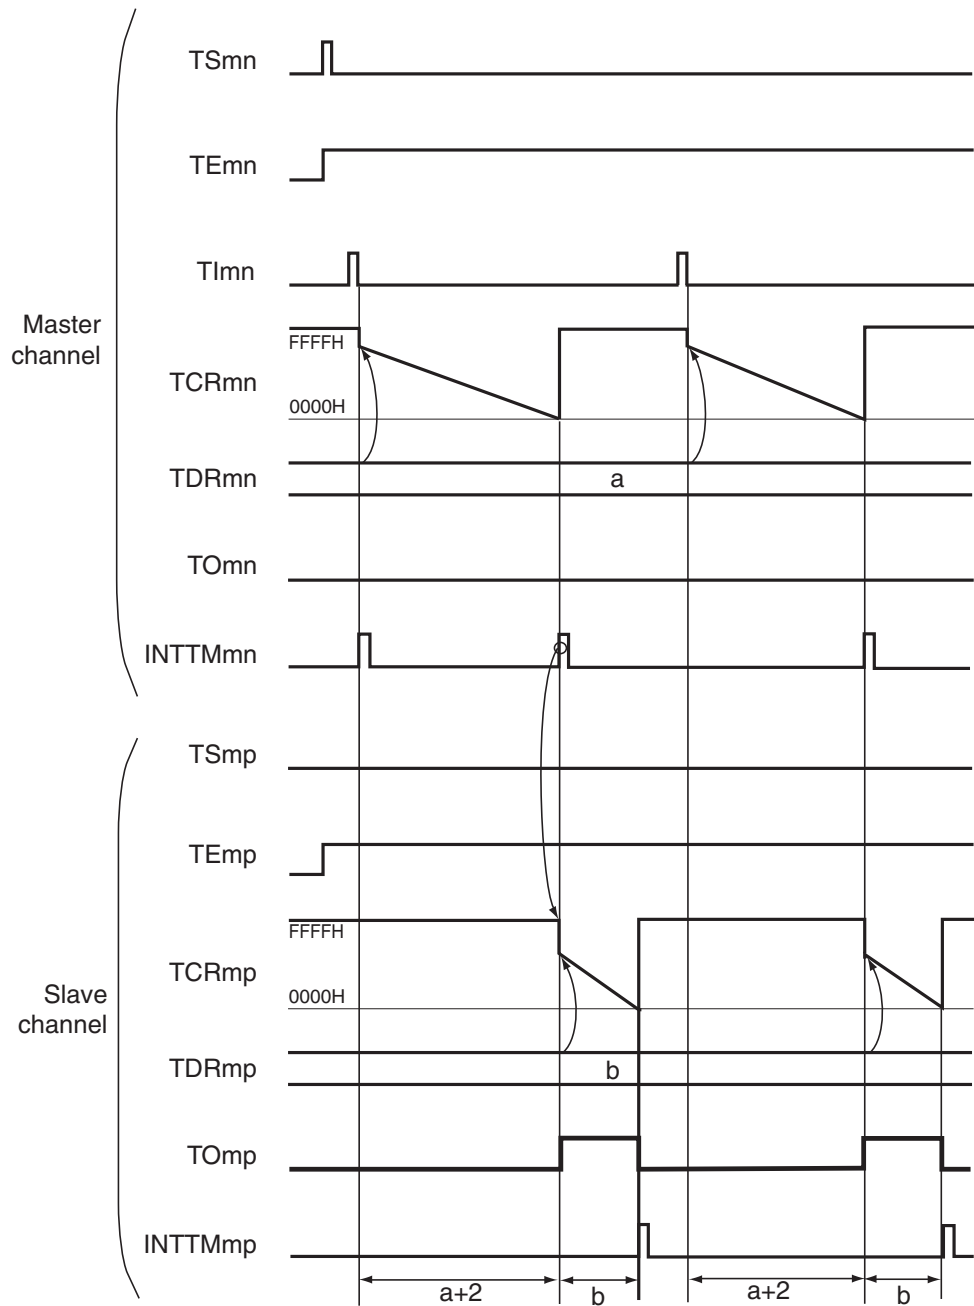 TSmn
TEmn
TImn
Master
channel
FFFFH
TCRmn
0000H
TDRmn
a
TOmn
INTTMmn
TSmp
TEmp
FFFFH
TCRmp
0000H
Slave
channel
TDRmp
b
TOmp
INTTMmp
a+2
b
a+2
b